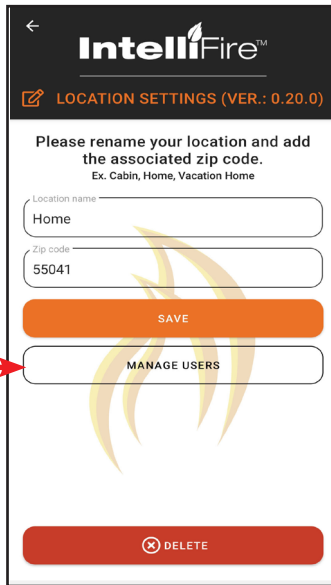 IntelliFire™
LOCATION SETTINGS (VER.: 0.20.0)
Please rename your location and add
the associated zip code.
Ex. Cabin, Home, Vacation Home
Location name
Home
Zip code
55041
SAVE
MANAGE USERS
DELETE